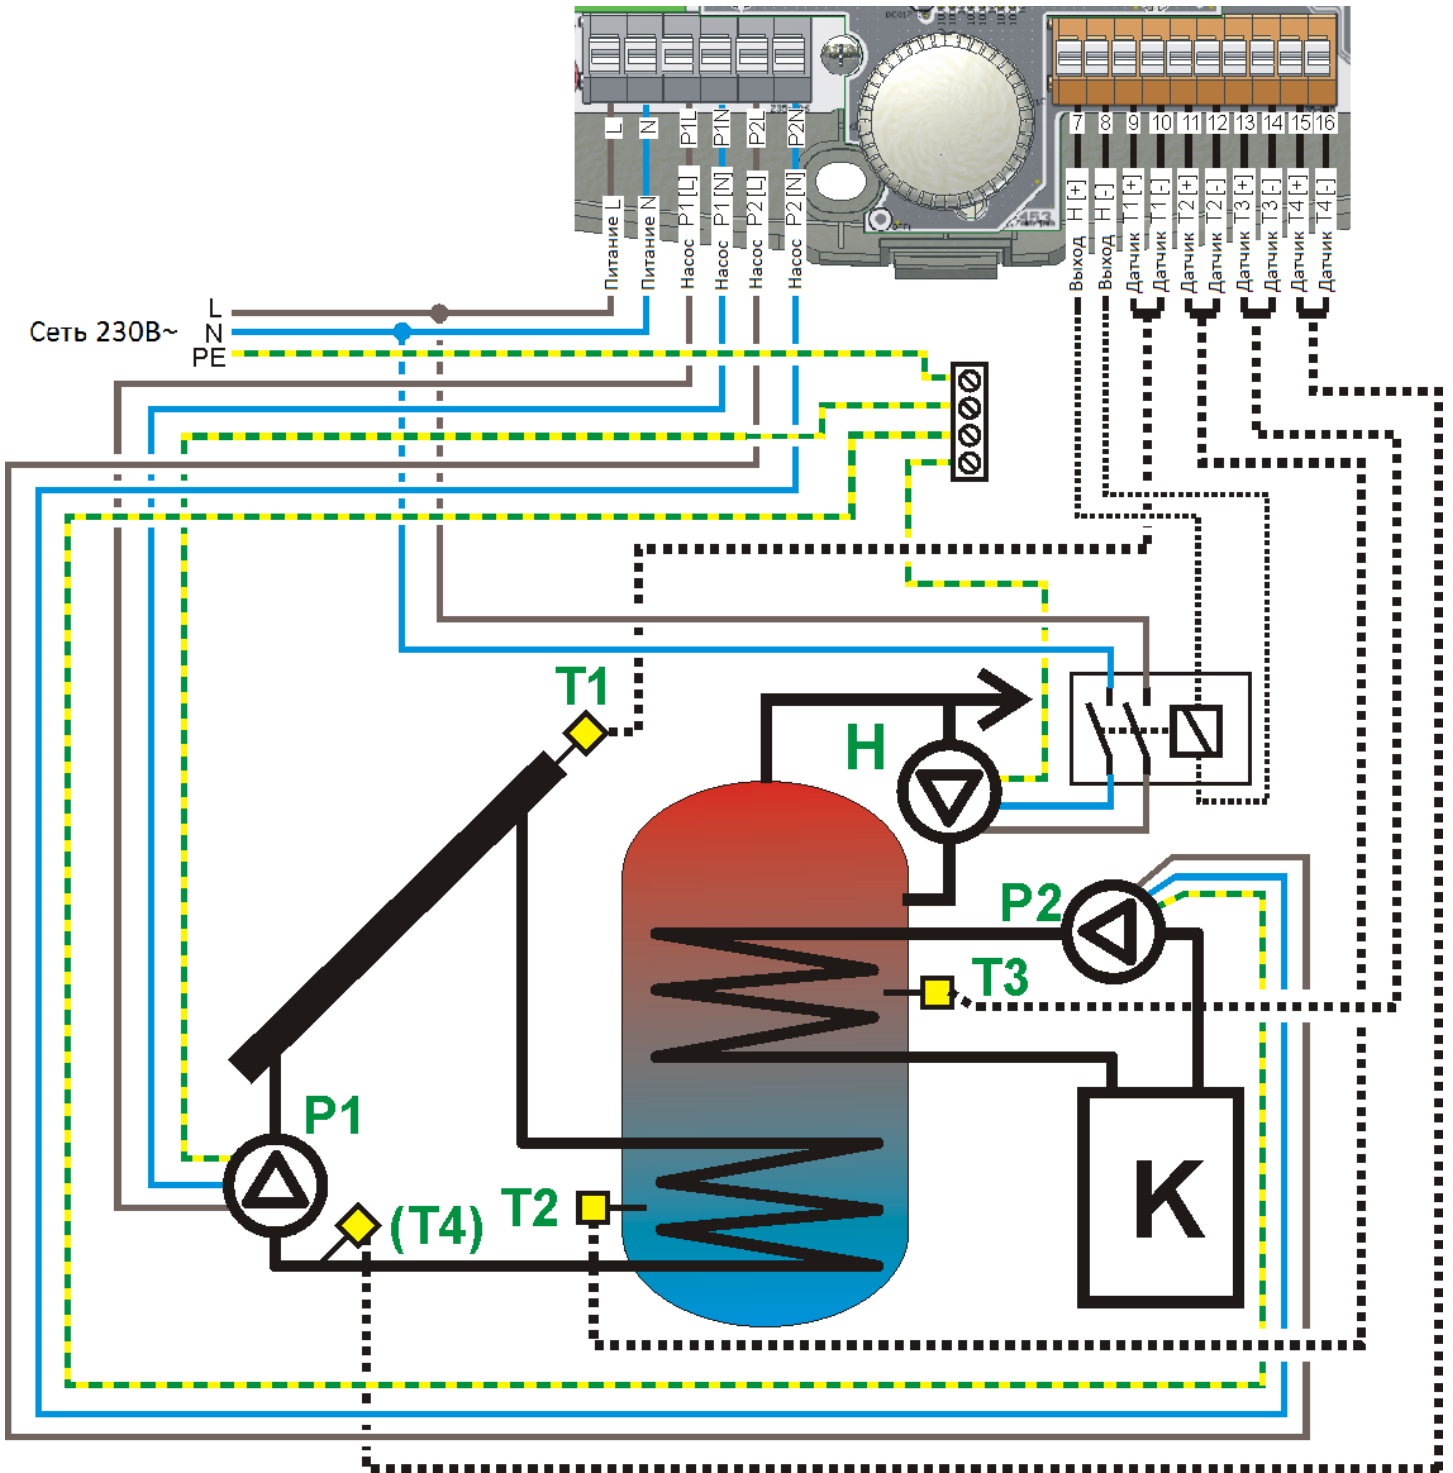 L
N
P1L
P1N
P2L
P2N
7
8
9
10
11
12
13
14
15
16
Питание L
Питание N
Насос P1 [L]
Насос P1 [N]
Насос P2 [L]
Насос P2 [N]
Выход H [+]
Выход H [-]
Датчик T1 [+]
Датчик T1 [-]
Датчик T2 [+]
Датчик T2 [-]
Датчик T3 [+]
Датчик T3 [-]
Датчик T4 [+]
Датчик T4 [-]
L
Сеть 230В~ N
PE
T1
H
P2
T3
P1
T2
(T4)
K